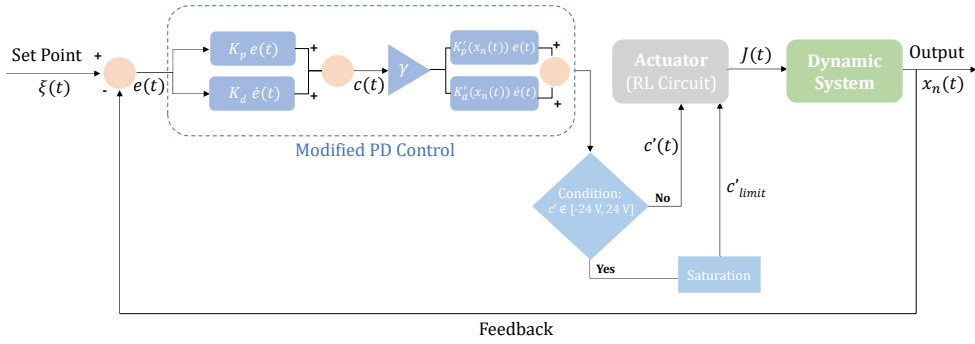 Set Point
ξ(t)
+
-
e(t)
K_p e(t)
K_d ė(t)
+
+
c(t)
γ
K'_p(x_n(t)) e(t)
K'_d(x_n(t)) ė(t)
+
+
Modified PD Control
Condition:
c' ∉ [-24 V, 24 V]
No
Yes
Saturation
c'(t)
c'_limit
Actuator
(RL Circuit)
J(t)
Dynamic
System
Output
x_n(t)
Feedback